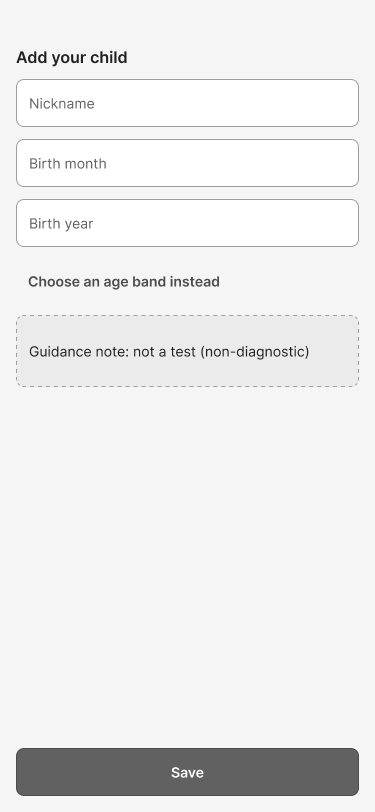 Add your child
Nickname
Birth month
Birth year
Choose an age band instead
Guidance note: not a test (non-diagnostic)
Save